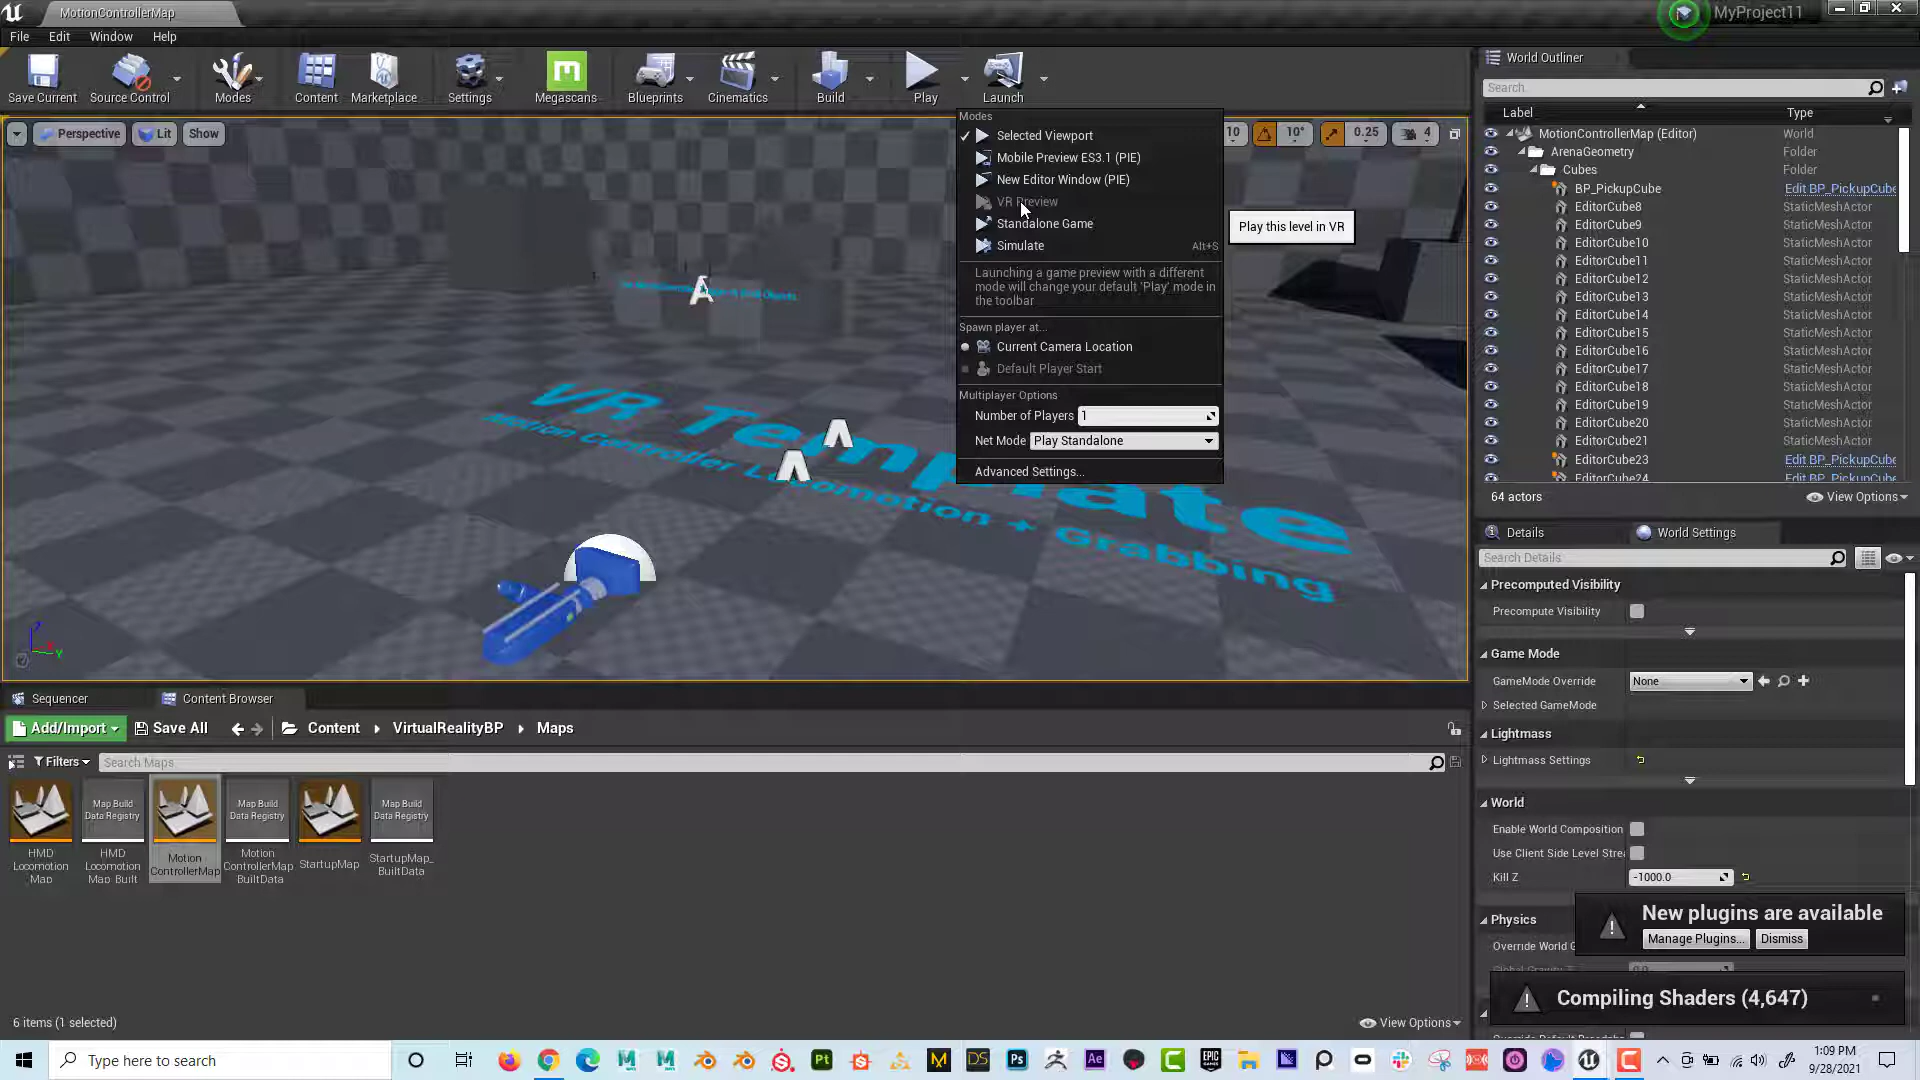 MotionControllerMap
MyProject11
File Edit Window Help
Save Current Source Control Modes Content Marketplace Settings Megascans Blueprints Cinematics Build Play Launch
World Outliner
Search...
Label Type
Perspective Lit Show
10 10° 0.25 4
Modes
Selected Viewport
Mobile Preview ES3.1 (PIE)
New Editor Window (PIE)
VR Preview
Standalone Game
Simulate Alt+S
Launching a game preview with a different
mode will change your default 'Play' mode in
the toolbar
Spawn player at...
Current Camera Location
Default Player Start
Multiplayer Options
Number of Players 1
Net Mode Play Standalone
Advanced Settings...
Play this level in VR
VR Template
Motion Controller Locomotion + Grabbing
MotionControllerMap (Editor) World
ArenaGeometry Folder
Cubes Folder
BP_PickupCube Edit BP_PickupCube
EditorCube8 StaticMeshActor
EditorCube9 StaticMeshActor
EditorCube10 StaticMeshActor
EditorCube11 StaticMeshActor
EditorCube12 StaticMeshActor
EditorCube13 StaticMeshActor
EditorCube14 StaticMeshActor
EditorCube15 StaticMeshActor
EditorCube16 StaticMeshActor
EditorCube17 StaticMeshActor
EditorCube18 StaticMeshActor
EditorCube19 StaticMeshActor
EditorCube20 StaticMeshActor
EditorCube21 StaticMeshActor
EditorCube23 Edit BP_PickupCube
EditorCube24 Edit BP_PickupCube
64 actors View Options
Details World Settings
Search Details
Precomputed Visibility
Precompute Visibility
Game Mode
GameMode Override None
Selected GameMode
Lightmass
Lightmass Settings
World
Enable World Composition
Use Client Side Level Stre
Kill Z -1000.0
Physics
Override World G
New plugins are available
Manage Plugins... Dismiss
Compiling Shaders (4,647)
Sequencer Content Browser
Add/Import Save All Content VirtualRealityBP Maps
Filters Search Maps
HMD
Locomotion
Map
HMD
Locomotion
Map_Built
Motion
ControllerMap
Motion
ControllerMap
BuiltData
StartupMap
StartupMap_
BuiltData
Map Build
Data Registry
Map Build
Data Registry
Map Build
Data Registry
6 items (1 selected) View Options
Type here to search
1:09 PM
9/28/2021